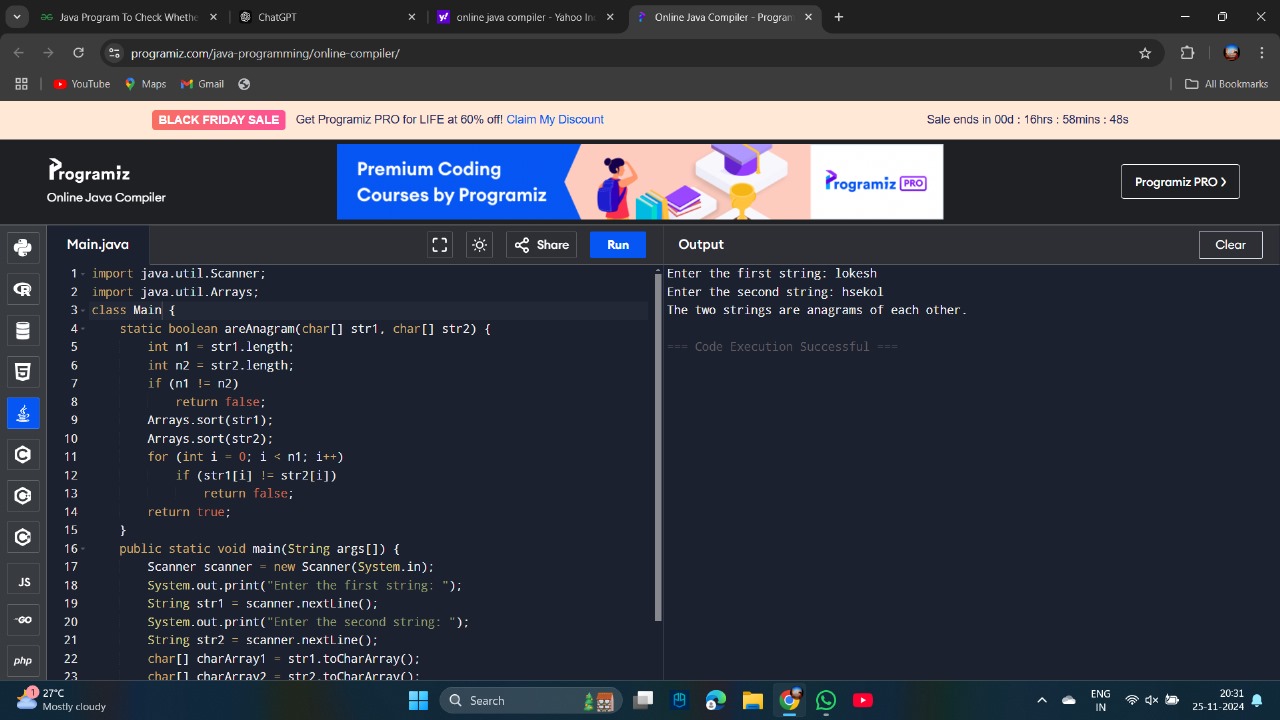 Java Program To Check Whethe
ChatGPT
online java compiler - Yahoo In
Online Java Compiler - Program
programiz.com/java-programming/online-compiler/
YouTube
Maps
Gmail
All Bookmarks
BLACK FRIDAY SALE
Get Programiz PRO for LIFE at 60% off! Claim My Discount
Sale ends in 00d : 16hrs : 58mins : 48s
Programiz
Online Java Compiler
Premium Coding
Courses by Programiz
Programiz PRO
Programiz PRO >
Main.java
Share
Run
Output
Clear
1 import java.util.Scanner;
2 import java.util.Arrays;
3 class Main {
4 static boolean areAnagram(char[] str1, char[] str2) {
5 int n1 = str1.length;
6 int n2 = str2.length;
7 if (n1 != n2)
8 return false;
9 Arrays.sort(str1);
10 Arrays.sort(str2);
11 for (int i = 0; i < n1; i++)
12 if (str1[i] != str2[i])
13 return false;
14 return true;
15 }
16 public static void main(String args[]) {
17 Scanner scanner = new Scanner(System.in);
18 System.out.print("Enter the first string: ");
19 String str1 = scanner.nextLine();
20 System.out.print("Enter the second string: ");
21 String str2 = scanner.nextLine();
22 char[] charArray1 = str1.toCharArray();
23 char[] charArray2 = str2.toCharArray();
Enter the first string: lokesh
Enter the second string: hsekol
The two strings are anagrams of each other.
=== Code Execution Successful ===
JS
GO
php
1
27°C
Mostly cloudy
Search
ENG
IN
20:31
25-11-2024